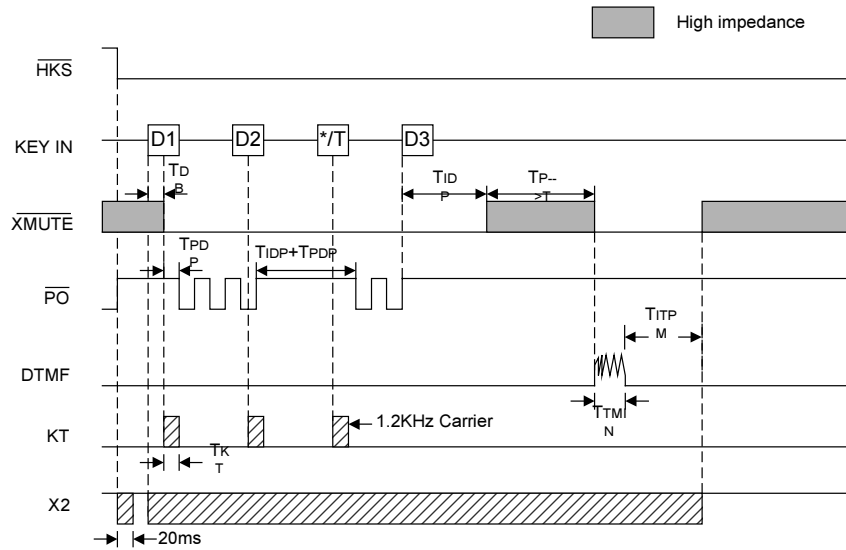 High impedance
HKS
KEY IN
D1
D2
*/T
D3
TD
B
TID
P
TP--
>T
XMUTE
TPD
P
TIDP+TPDP
PO
TITP
M
DTMF
TTMI
N
KT
1.2KHz Carrier
TK
T
X2
20ms